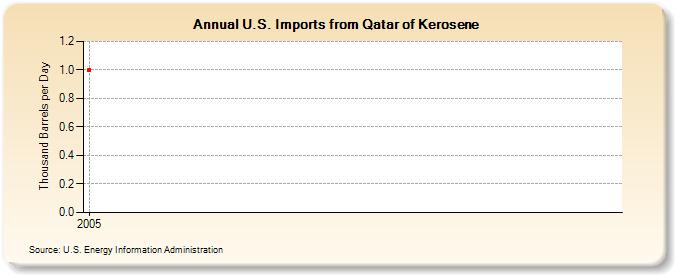 Annual U.S. Imports from Qatar of Kerosene
Thousand Barrels per Day
1.2
1.0
0.8
0.6
0.4
0.2
0.0
2005
Source: U.S. Energy Information Administration